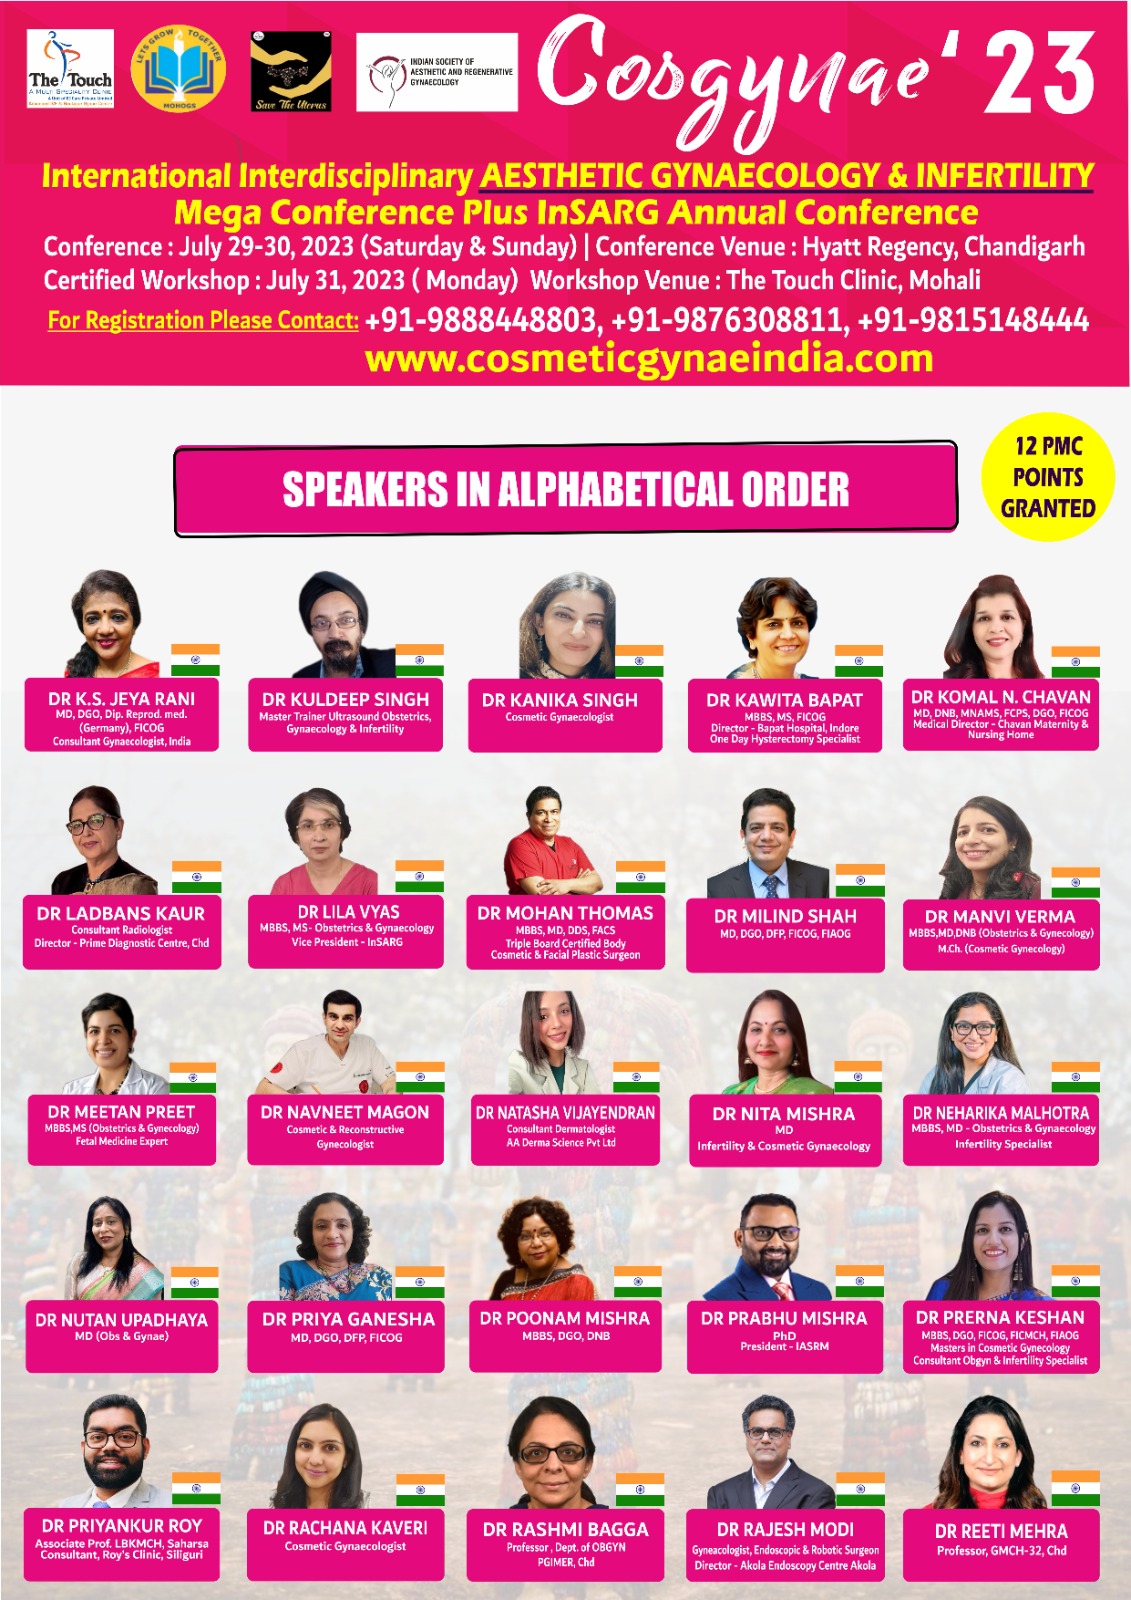 The Touch
A MULTI SPECIALITY CLINIC
LETS GROW TOGETHER
MOHOGS
Save The Uterus
INDIAN SOCIETY OF
AESTHETIC AND REGENERATIVE
GYNAECOLOGY
Cosgynae '23
International Interdisciplinary AESTHETIC GYNAECOLOGY & INFERTILITY
Mega Conference Plus InSARG Annual Conference
Conference : July 29-30, 2023 (Saturday & Sunday) | Conference Venue : Hyatt Regency, Chandigarh
Certified Workshop : July 31, 2023 ( Monday) Workshop Venue : The Touch Clinic, Mohali
For Registration Please Contact: +91-9888448803, +91-9876308811, +91-9815148444
www.cosmeticgynaeindia.com
SPEAKERS IN ALPHABETICAL ORDER
12 PMC
POINTS
GRANTED
DR K.S. JEYA RANI
MD, DGO, Dip. Reprod. med.
(Germany), FICOG
Consultant Gynaecologist, India
DR KULDEEP SINGH
Master Trainer Ultrasound Obstetrics,
Gynaecology & Infertility
DR KANIKA SINGH
Cosmetic Gynaecologist
DR KAWITA BAPAT
MBBS, MS, FICOG
Director - Bapat Hospital, Indore
One Day Hysterectomy Specialist
DR KOMAL N. CHAVAN
MD, DNB, MNAMS, FCPS, DGO, FICOG
Medical Director - Chavan Maternity &
Nursing Home
DR LADBANS KAUR
Consultant Radiologist
Director - Prime Diagnostic Centre, Chd
DR LILA VYAS
MBBS, MS- Obstetrics & Gynaecology
Vice President - InSARG
DR MOHAN THOMAS
MBBS, MD, DDS, FACS
Triple Board Certified Body
Cosmetic & Facial Plastic Surgeon
DR MILIND SHAH
MD, DGO, DFP, FICOG, FIAOG
DR MANVI VERMA
MBBS,MD,DNB (Obstetrics & Gynecology)
M.Ch. (Cosmetic Gynecology)
DR MEETAN PREET
MBBS,MS (Obstetrics & Gynecology)
Fetal Medicine Expert
DR NAVNEET MAGON
Cosmetic & Reconstructive
Gynecologist
DR NATASHA VIJAYENDRAN
Consultant Dermatologist
AA Derma Science Pvt Ltd
DR NITA MISHRA
MD
Infertility & Cosmetic Gynaecology
DR NEHARIKA MALHOTRA
MBBS, MD - Obstetrics & Gynaecology
Infertility Specialist
DR NUTAN UPADHAYA
MD (Obs & Gynae)
DR PRIYA GANESHA
MD, DGO, DFP, FICOG
DR POONAM MISHRA
MBBS, DGO, DNB
DR PRABHU MISHRA
PhD
President - IASRM
DR PRERNA KESHAN
MBBS, DGO, FICOG, FICMCH, FIAOG
Masters in Cosmetic Gynecology
Consultant Obgyn & Infertility Specialist
DR PRIYANKUR ROY
Associate Prof. LBKMCH, Saharsa
Consultant, Roy's Clinic, Siliguri
DR RACHANA KAVERI
Cosmetic Gynaecologist
DR RASHMI BAGGA
Professor , Dept. of OBGYN
PGIMER, Chd
DR RAJESH MODI
Gyneacologist, Endoscopic & Robotic Surgeon
Director - Akola Endoscopy Centre Akola
DR REETI MEHRA
Professor, GMCH-32, Chd